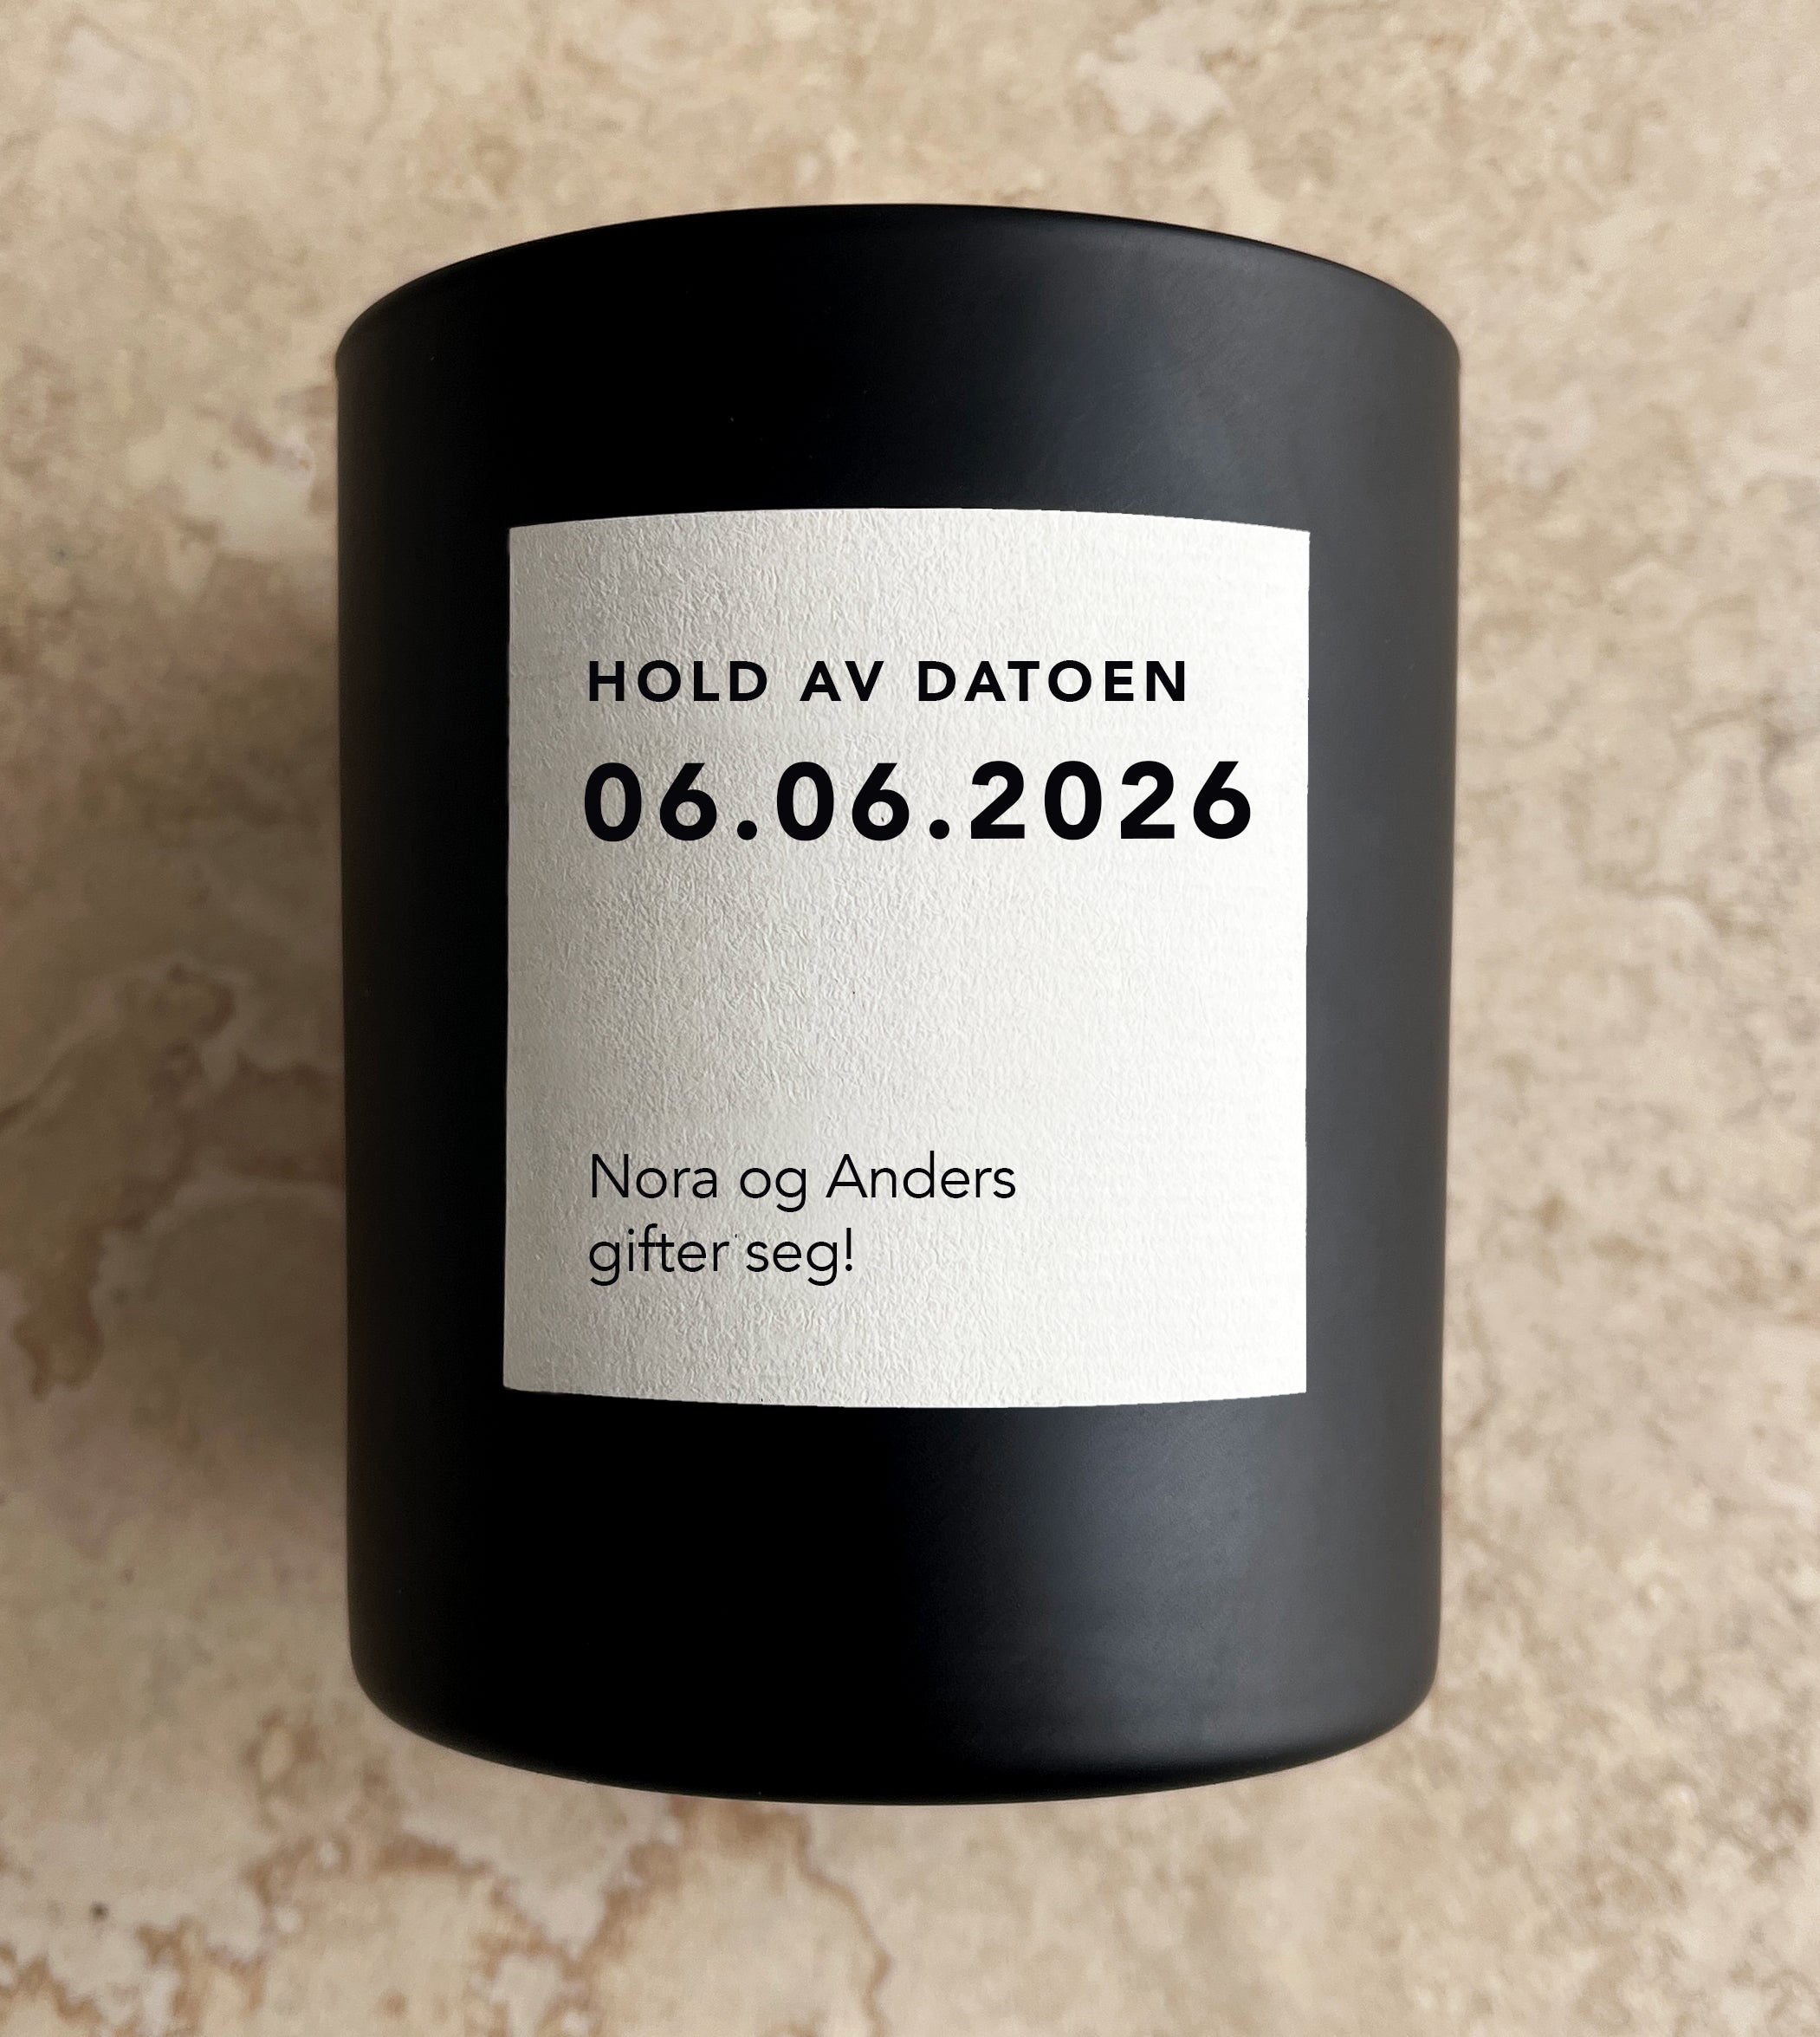 HOLD AV DATOEN
06.06.2026
Nora og Anders
gifter seg!